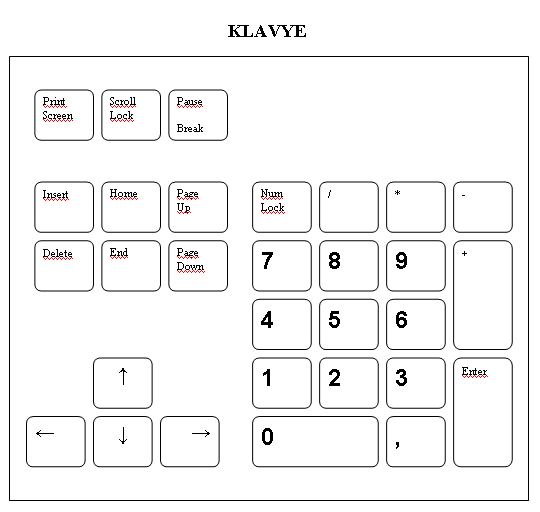 KLAVYE
Print Screen
Scroll Lock
Pause
Break
Insert
Home
Page Up
Num Lock
/
*
-
Delete
End
Page Down
7
8
9
+
4
5
6
↑
1
2
3
Enter
←
↓
→
0
,